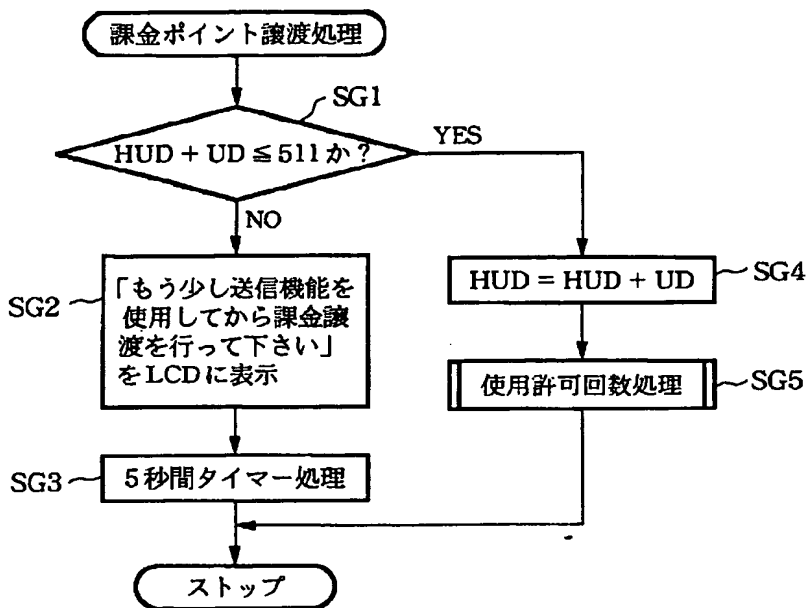 課金ポイント譲渡処理
SG1
HUD + UD ≦ 511か?
YES
NO
SG2
「もう少し送信機能を
使用してから課金譲
渡を行って下さい」
をLCDに表示
HUD = HUD + UD
SG4
使用許可回数処理
SG5
SG3
5秒間タイマー処理
ストップ